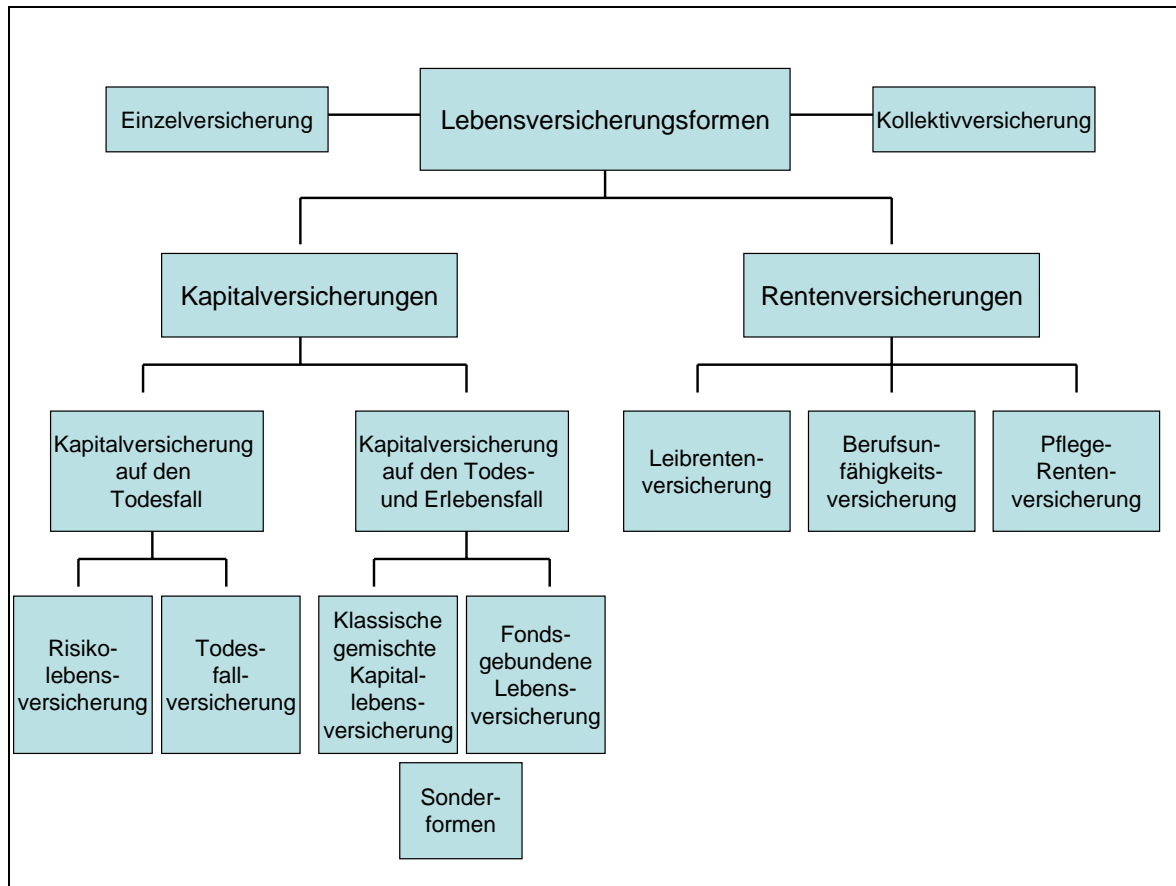 Einzelversicherung
Lebensversicherungsformen
Kollektivversicherung
Kapitalversicherungen
Rentenversicherungen
Kapitalversicherung
auf den
Todesfall
Kapitalversicherung
auf den Todes-
und Erlebensfall
Leibrenten-
versicherung
Berufsun-
fähigkeits-
versicherung
Pflege-
Renten-
versicherung
Risiko-
lebens-
versicherung
Todes-
fall-
versicherung
Klassische
gemischte
Kapital-
lebens-
versicherung
Fonds-
gebundene
Lebens-
versicherung
Sonder-
formen